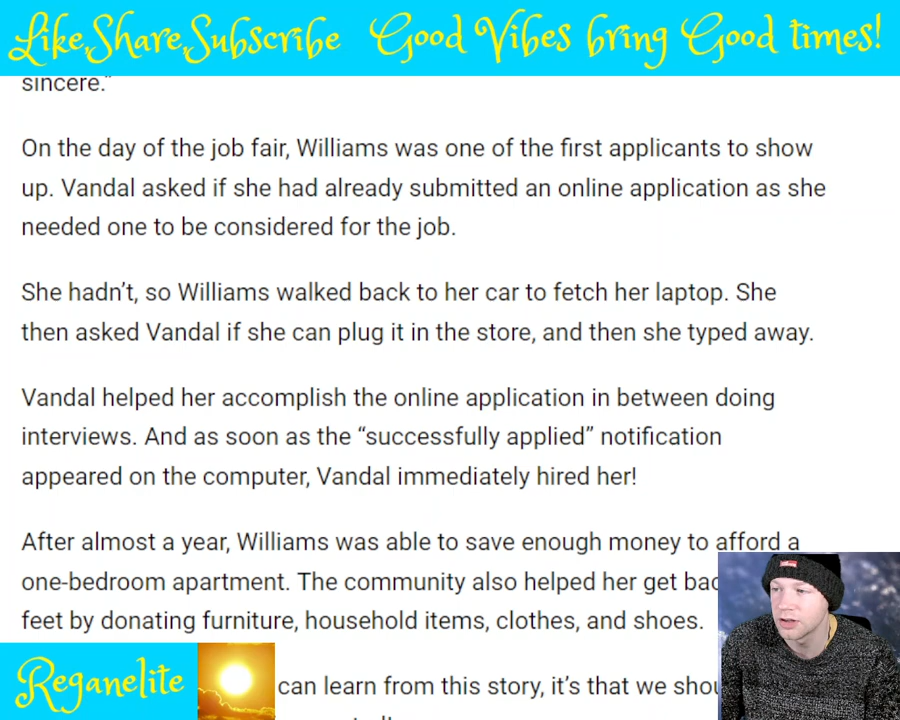 Like,Share,Subscribe Good Vibes bring Good times!
sincere."
On the day of the job fair, Williams was one of the first applicants to show
up. Vandal asked if she had already submitted an online application as she
needed one to be considered for the job.
She hadn't, so Williams walked back to her car to fetch her laptop. She
then asked Vandal if she can plug it in the store, and then she typed away.
Vandal helped her accomplish the online application in between doing
interviews. And as soon as the “successfully applied” notification
appeared on the computer, Vandal immediately hired her!
After almost a year, Williams was able to save enough money to afford a
one-bedroom apartment. The community also helped her get
feet by donating furniture, household items, clothes, and shoes.
Reganelite
can learn from this story, it's that we